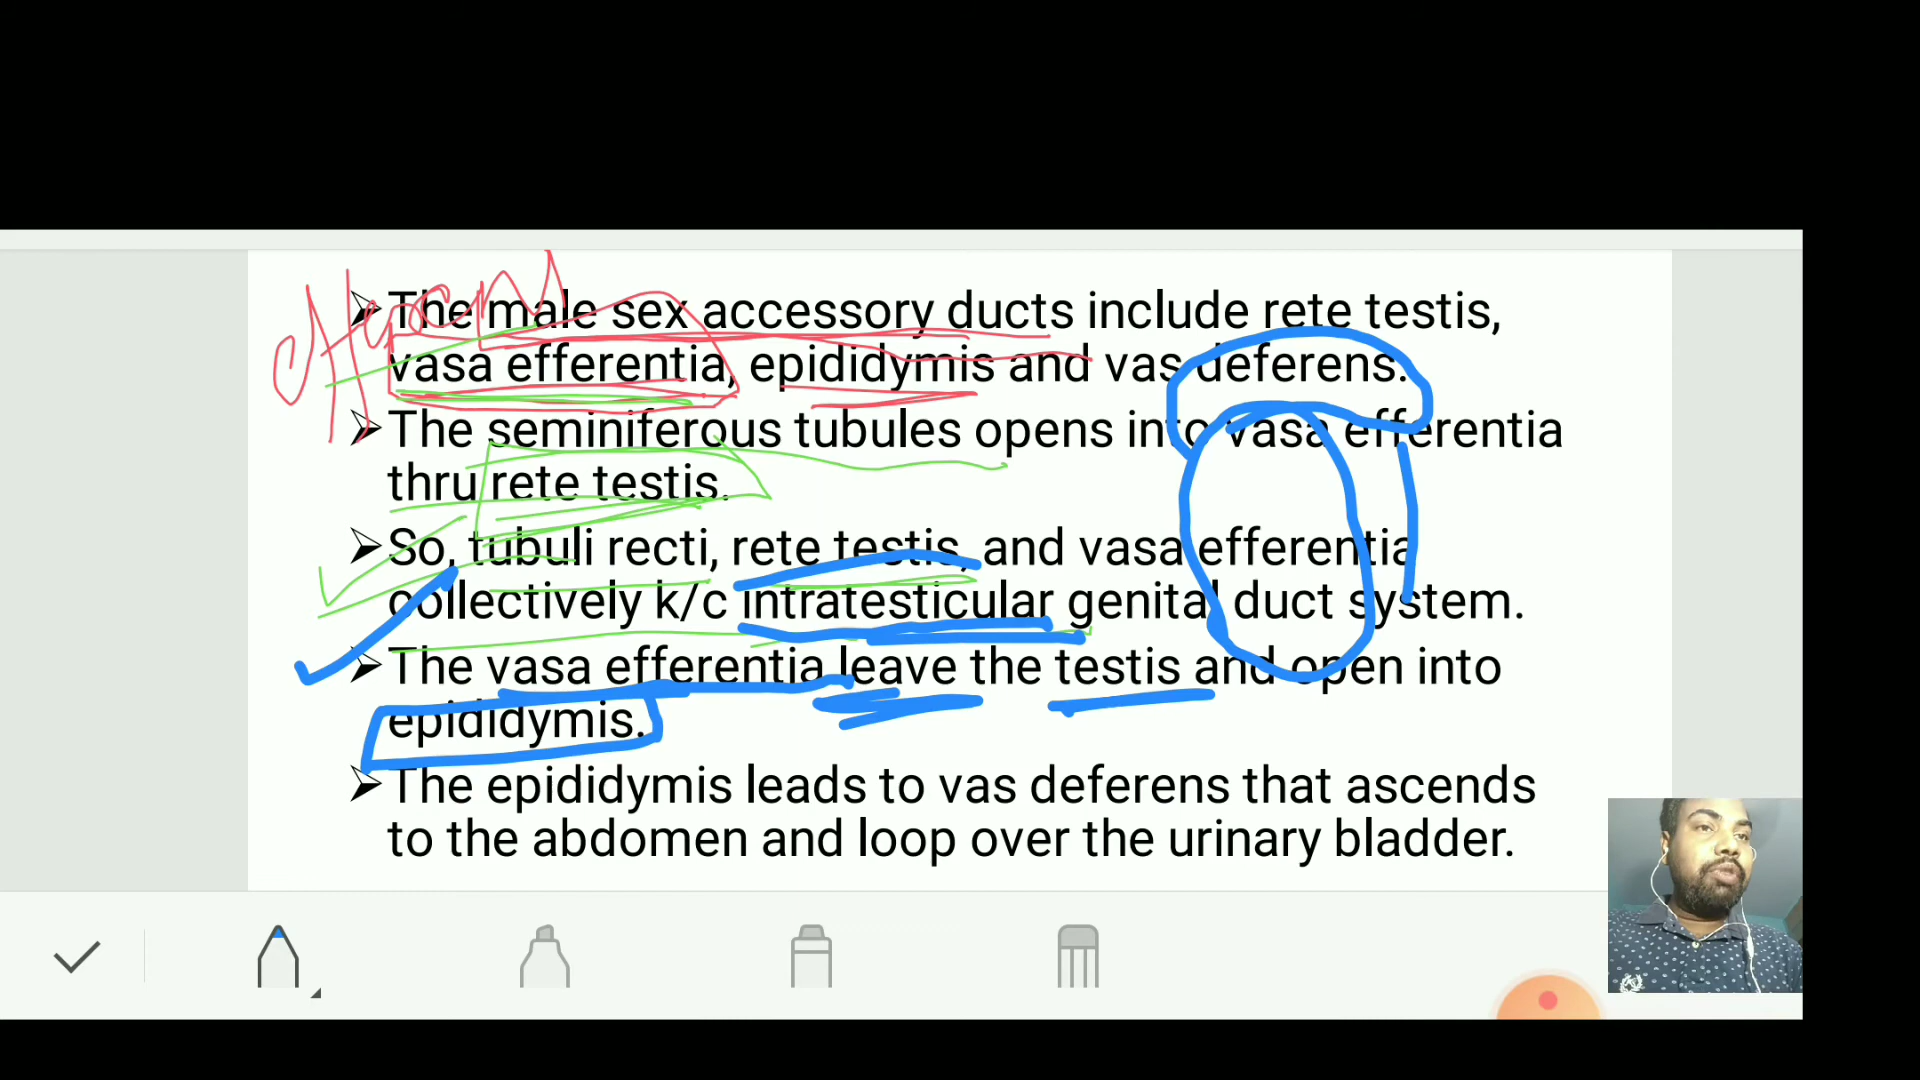 The male sex accessory ducts include rete testis,
vasa efferentia, epididymis and vas deferens.
The seminiferous tubules opens into vasa efferentia
thru rete testis.
So, tubuli recti, rete testis, and vasa efferentia
collectively k/c intratesticular genital duct system.
The vasa efferentia leave the testis and open into
epididymis.
The epididymis leads to vas deferens that ascends
to the abdomen and loop over the urinary bladder.